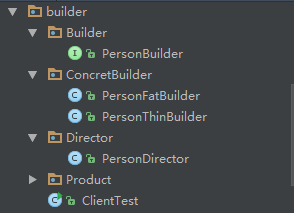 builder
Builder
I PersonBuilder
ConcretBuilder
C PersonFatBuilder
C PersonThinBuilder
Director
C PersonDirector
Product
C ClientTest